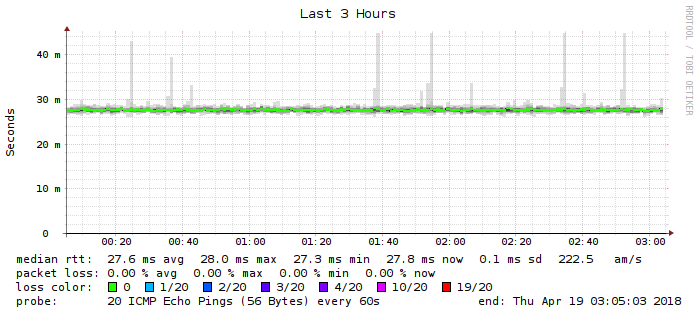 Last 3 Hours
RRDTOOL / TOBI OETIKER
Seconds
40 m
30 m
20 m
10 m
0
00:20 00:40 01:00 01:20 01:40 02:00 02:20 02:40 03:00
median rtt: 27.6 ms avg 28.0 ms max 27.3 ms min 27.8 ms now 0.1 ms sd 222.5 am/s
packet loss: 0.00 % avg 0.00 % max 0.00 % min 0.00 % now
loss color: 0 1/20 2/20 3/20 4/20 10/20 19/20
probe: 20 ICMP Echo Pings (56 Bytes) every 60s end: Thu Apr 19 03:05:03 2018